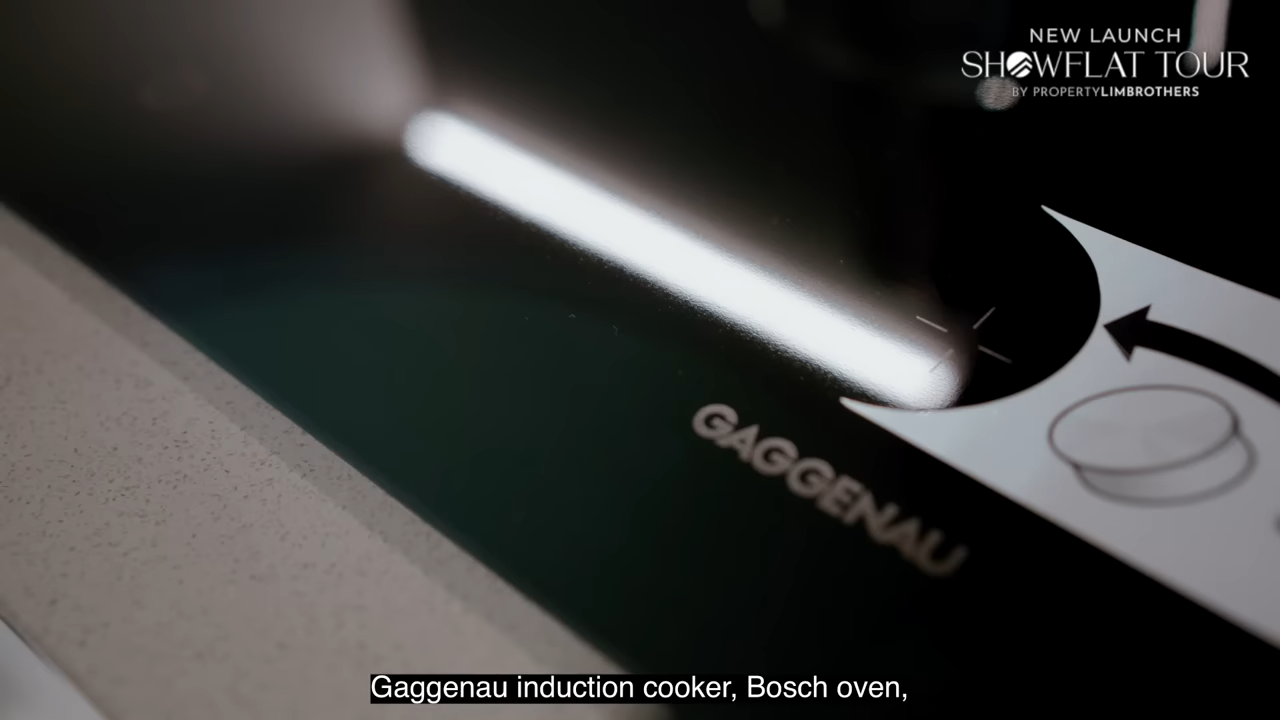 NEW LAUNCH
SHOWFLAT TOUR
BY PROPERTYLIMBROTHERS
GAGGENAU
Gaggenau induction cooker, Bosch oven,